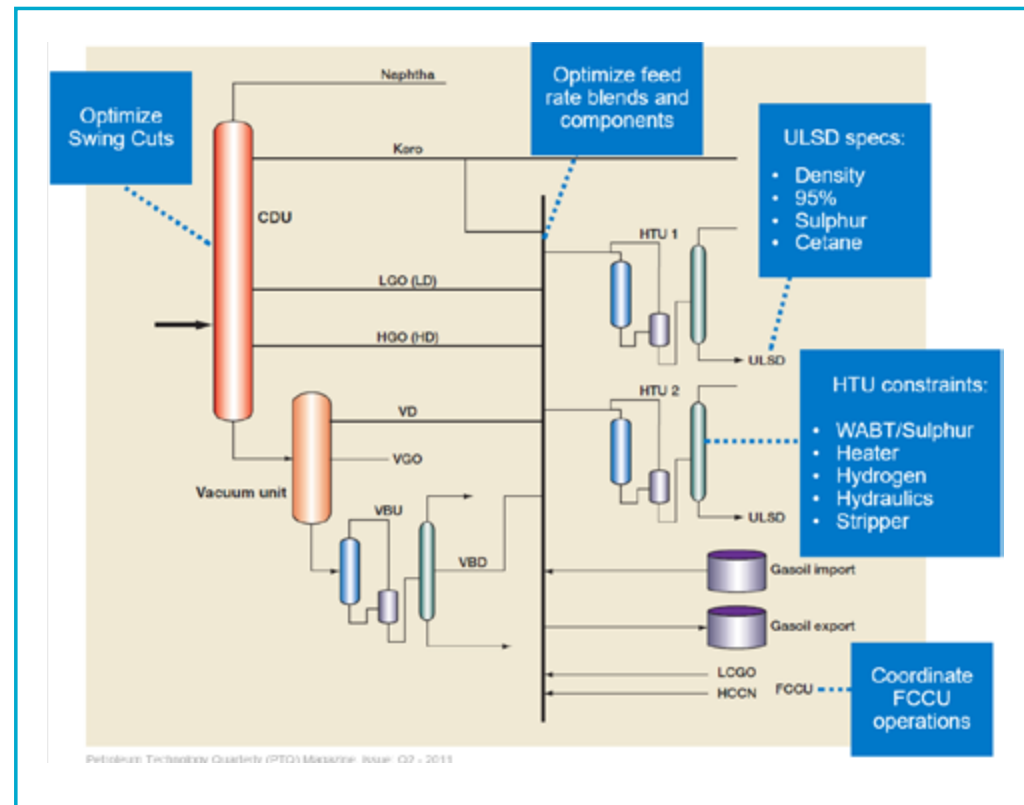 Optimize
Swing Cuts
Naphtha
Optimize feed
rate blends and
components
ULSD specs:
• Density
• 95%
• Sulphur
• Cetane
Kero
CDU
HTU 1
LGO (LD)
HGO (HD)
ULSD
HTU constraints:
• WABT/Sulphur
• Heater
• Hydrogen
• Hydraulics
• Stripper
HTU 2
VD
VGO
Vacuum unit
VBU
ULSD
VBD
Gasoil import
Gasoil export
LCGO
HCCN
FCCU
Coordinate
FCCU
operations
Petroleum Technology Quarterly (PTQ) Magazine, Issue: Q2 - 2011